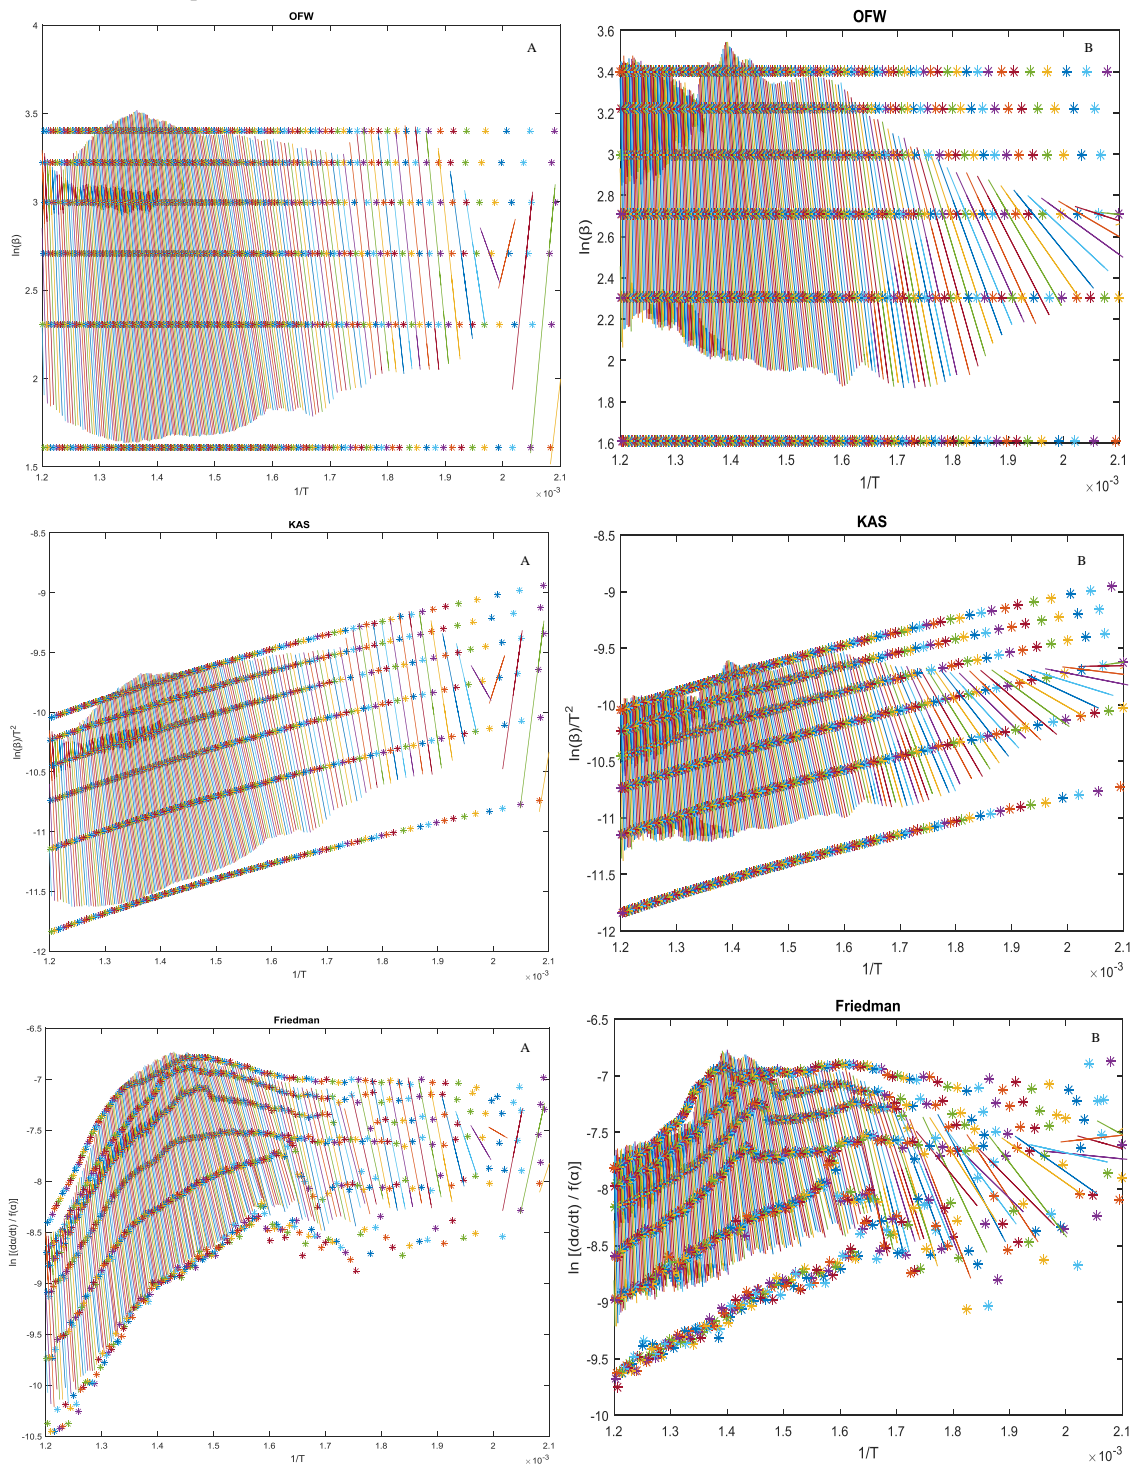 OFW
A
4
3.5
3
2.5
2
1.5
ln(β)
1.2 1.3 1.4 1.5 1.6 1.7 1.8 1.9 2 2.1
1/T
×10⁻³
OFW
B
3.6
3.4
3.2
3
2.8
2.6
2.4
2.2
2
1.8
1.6
ln(β)
1.2 1.3 1.4 1.5 1.6 1.7 1.8 1.9 2 2.1
1/T
×10⁻³
KAS
A
-8.5
-9
-9.5
-10
-10.5
-11
-11.5
-12
ln(β)/T²
1.2 1.3 1.4 1.5 1.6 1.7 1.8 1.9 2 2.1
1/T
×10⁻³
KAS
B
-8.5
-9
-9.5
-10
-10.5
-11
-11.5
-12
ln(β)/T²
1.2 1.3 1.4 1.5 1.6 1.7 1.8 1.9 2 2.1
1/T
×10⁻³
Friedman
A
-6.5
-7
-7.5
-8
-8.5
-9
-9.5
-10
-10.5
ln [(dα/dt) / f(α)]
1.2 1.3 1.4 1.5 1.6 1.7 1.8 1.9 2 2.1
1/T
×10⁻³
Friedman
B
-6.5
-7
-7.5
-8
-8.5
-9
-9.5
-10
ln [(dα/dt) / f(α)]
1.2 1.3 1.4 1.5 1.6 1.7 1.8 1.9 2 2.1
1/T
×10⁻³